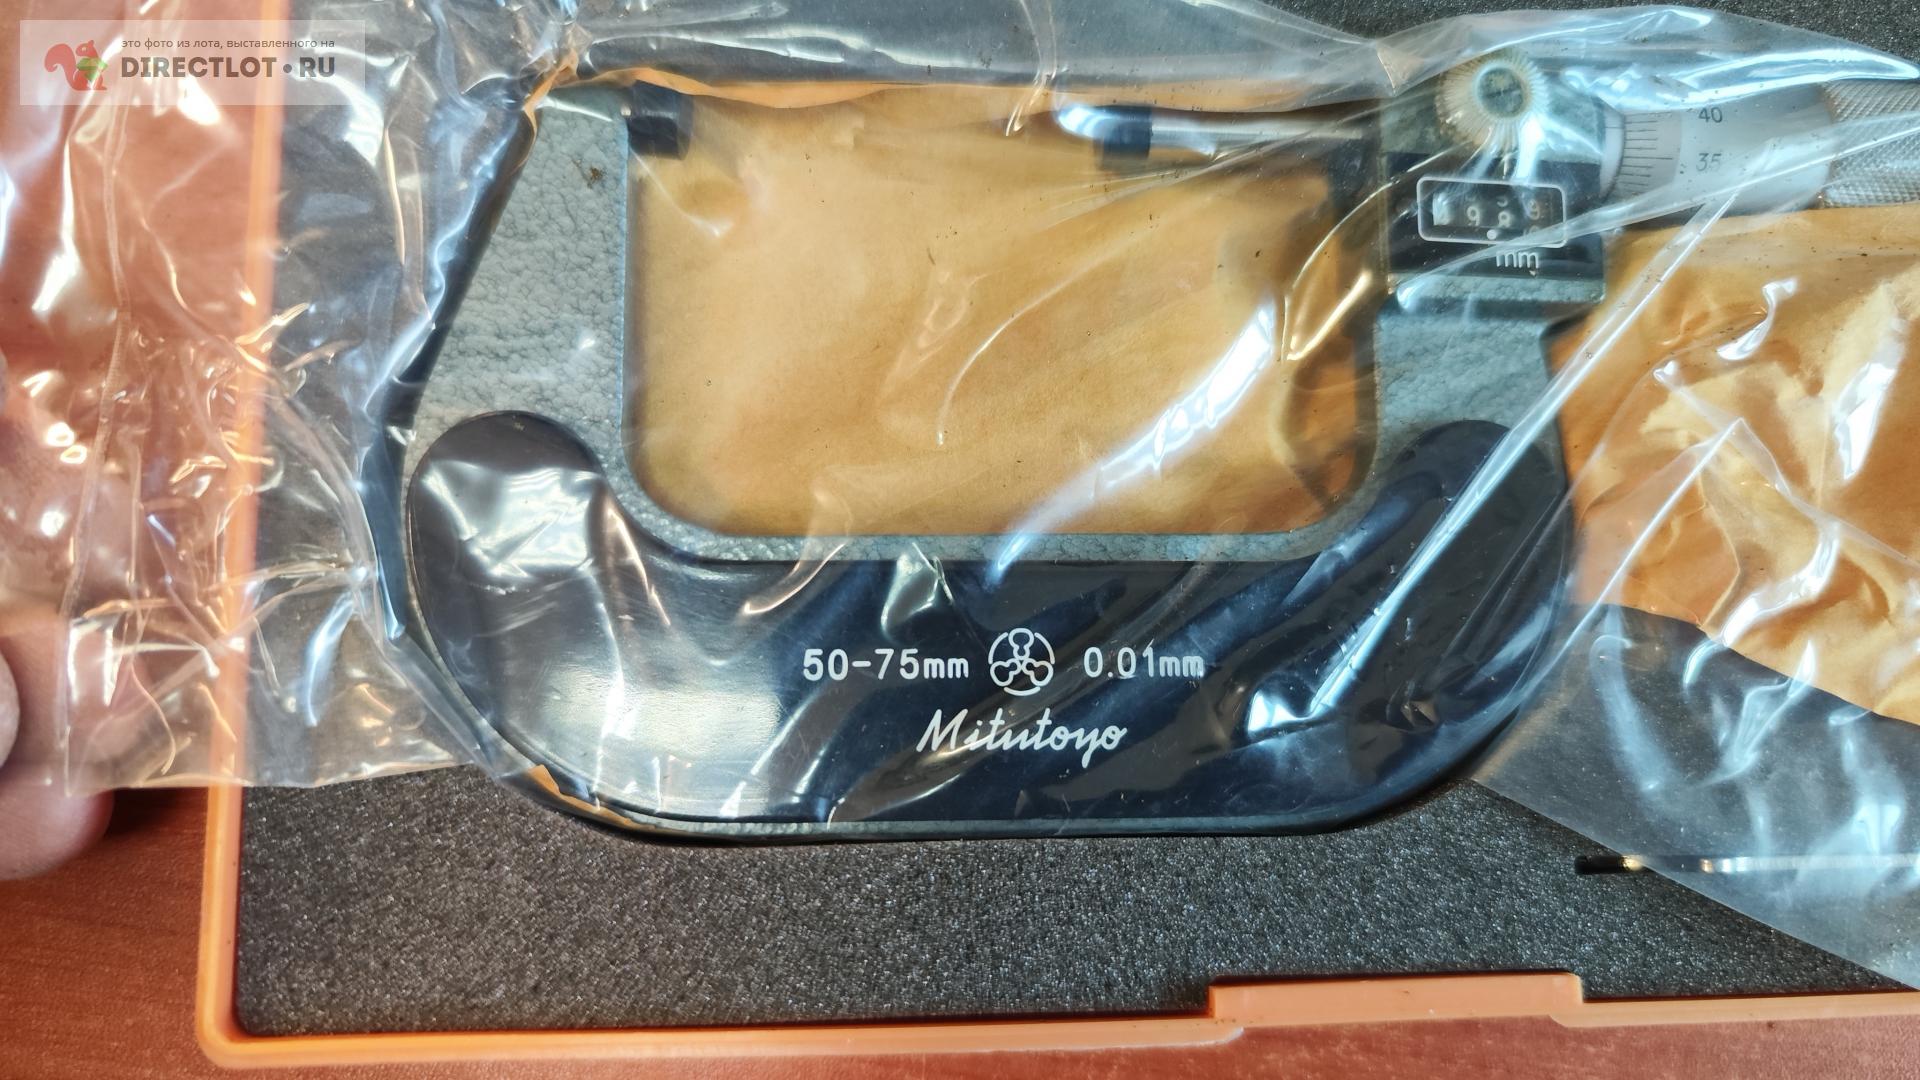 это фото из лота, выставленного на
DIRECTLOT•RU
40
35
mm
50-75mm 0.01mm
Mitutoyo